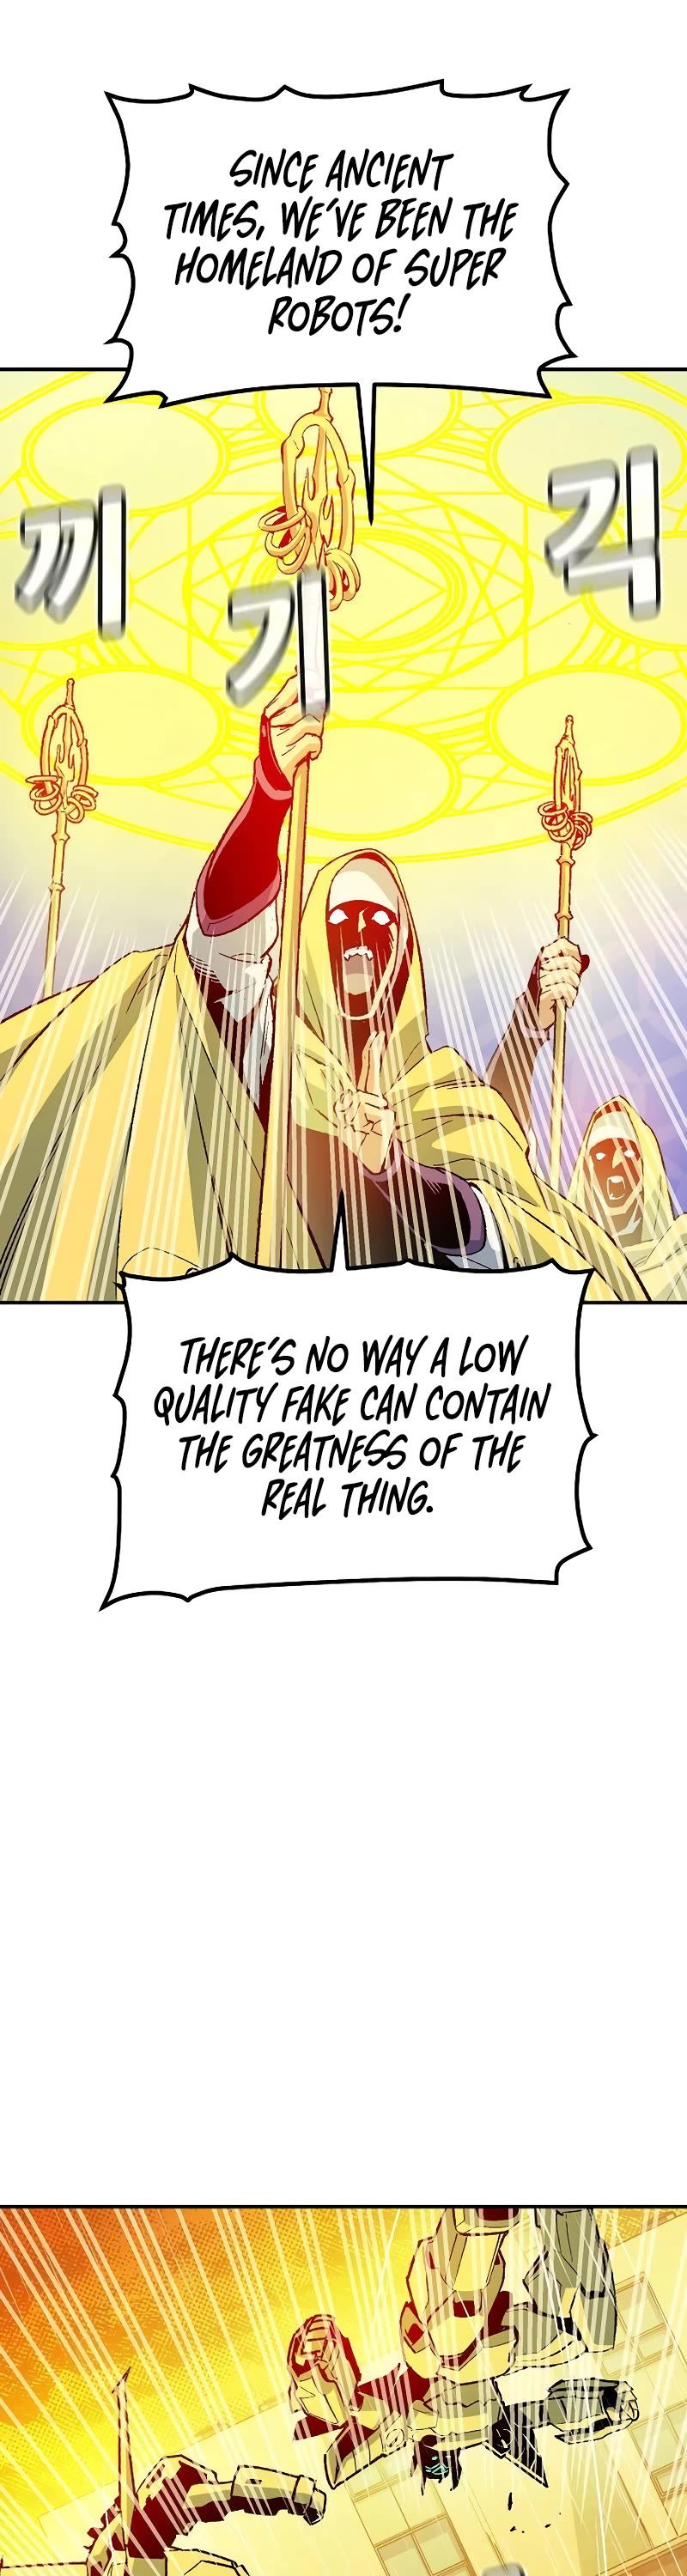 SINCE ANCIENT
TIMES, WE'VE BEEN THE
HOMELAND OF SUPER
ROBOTS!
끼
기
긱
THERE'S NO WAY A LOW
QUALITY FAKE CAN CONTAIN
THE GREATNESS OF THE
REAL THING.